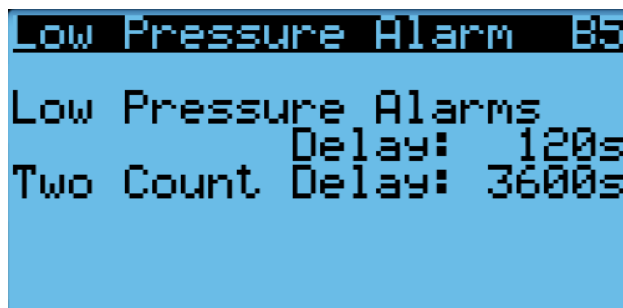 Low Pressure Alarm B5
Low Pressure Alarms
Delay: 120s
Two Count Delay: 3600s